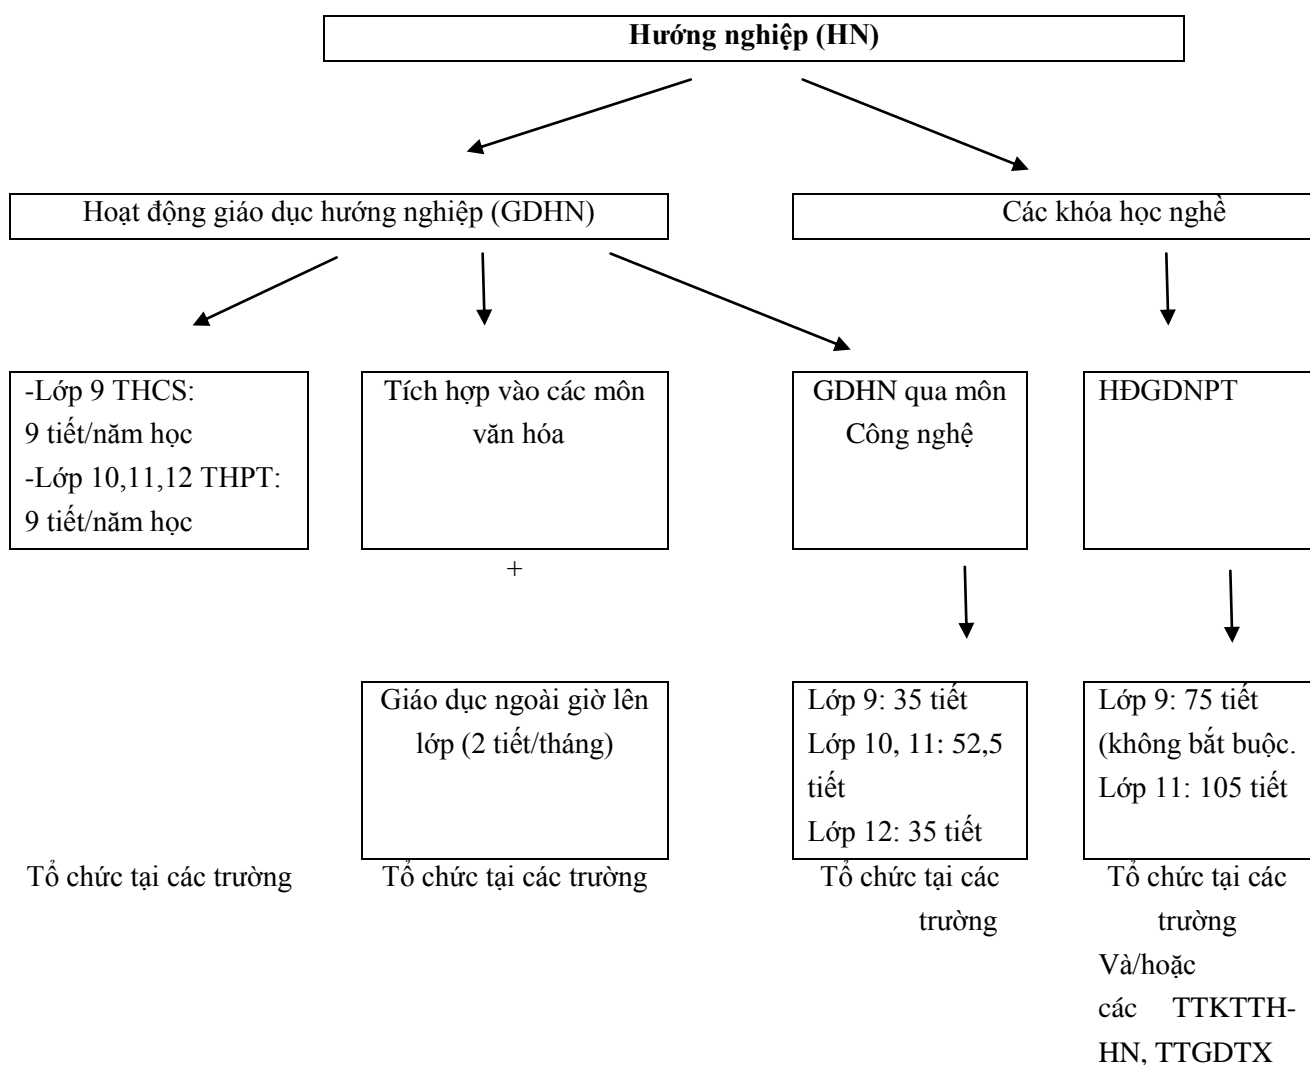 Hướng nghiệp (HN)
Hoạt động giáo dục hướng nghiệp (GDHN)
Các khóa học nghề
-Lớp 9 THCS:
9 tiết/năm học
-Lớp 10,11,12 THPT:
9 tiết/năm học
Tích hợp vào các môn
văn hóa
GDHN qua môn
Công nghệ
HĐGDNPT
+
Giáo dục ngoài giờ lên
lớp (2 tiết/tháng)
Lớp 9: 35 tiết
Lớp 10, 11: 52,5
tiết
Lớp 12: 35 tiết
Lớp 9: 75 tiết
(không bắt buộc.
Lớp 11: 105 tiết
Tổ chức tại các trường
Tổ chức tại các trường
Tổ chức tại các
trường
Tổ chức tại các
trường
Và/hoặc
các TTKTTH-
HN, TTGDTX